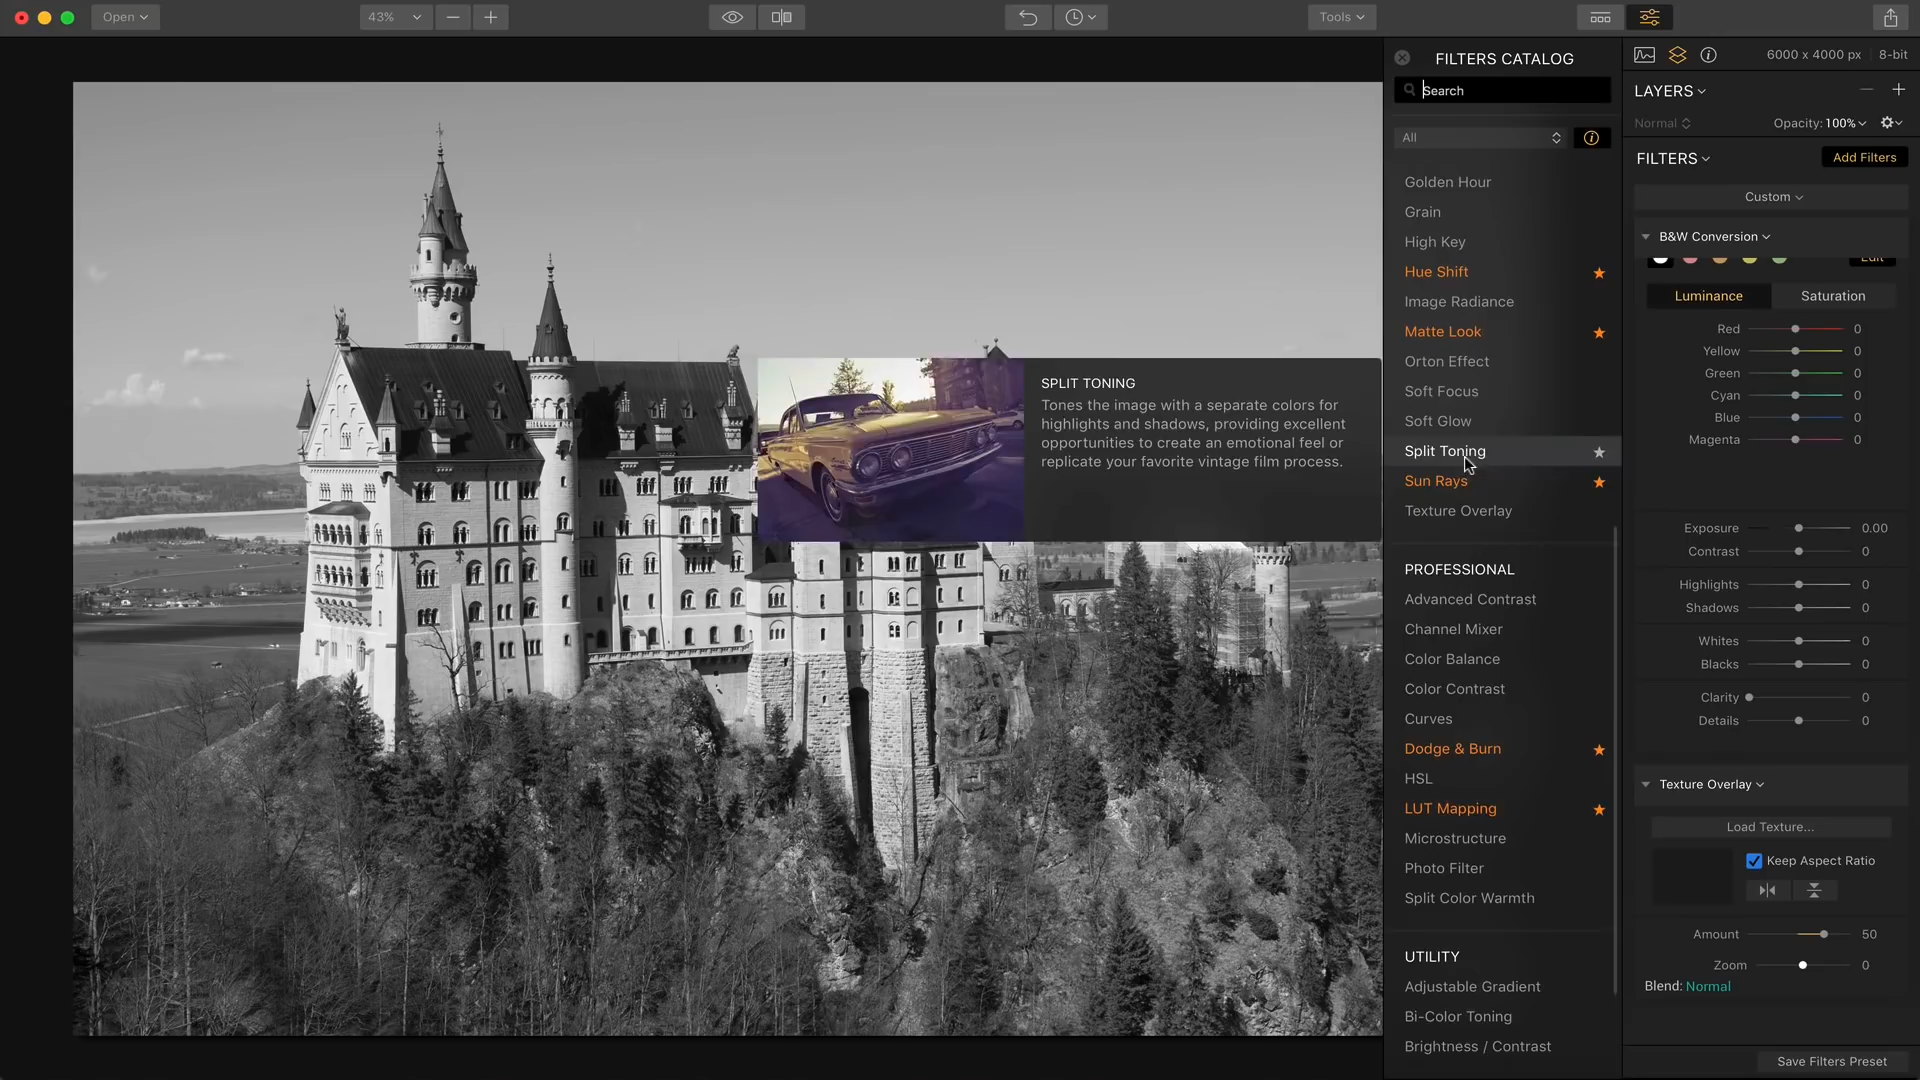 Open
43%
Tools
FILTERS CATALOG
Search
All
Golden Hour
Grain
High Key
Hue Shift
Image Radiance
Matte Look
Orton Effect
Soft Focus
Soft Glow
Split Toning
Sun Rays
Texture Overlay
PROFESSIONAL
Advanced Contrast
Channel Mixer
Color Balance
Color Contrast
Curves
Dodge & Burn
HSL
LUT Mapping
Microstructure
Photo Filter
Split Color Warmth
UTILITY
Adjustable Gradient
Bi-Color Toning
Brightness / Contrast
SPLIT TONING
Tones the image with a separate colors for
highlights and shadows, providing excellent
opportunities to create an emotional feel or
replicate your favorite vintage film process.
6000 x 4000 px 8-bit
LAYERS
Normal Opacity: 100%
FILTERS Add Filters
Custom
B&W Conversion
Edit
Luminance Saturation
Red 0
Yellow 0
Green 0
Cyan 0
Blue 0
Magenta 0
Exposure 0.00
Contrast 0
Highlights 0
Shadows 0
Whites 0
Blacks 0
Clarity 0
Details 0
Texture Overlay
Load Texture...
Keep Aspect Ratio
Amount 50
Zoom 0
Blend: Normal
Save Filters Preset